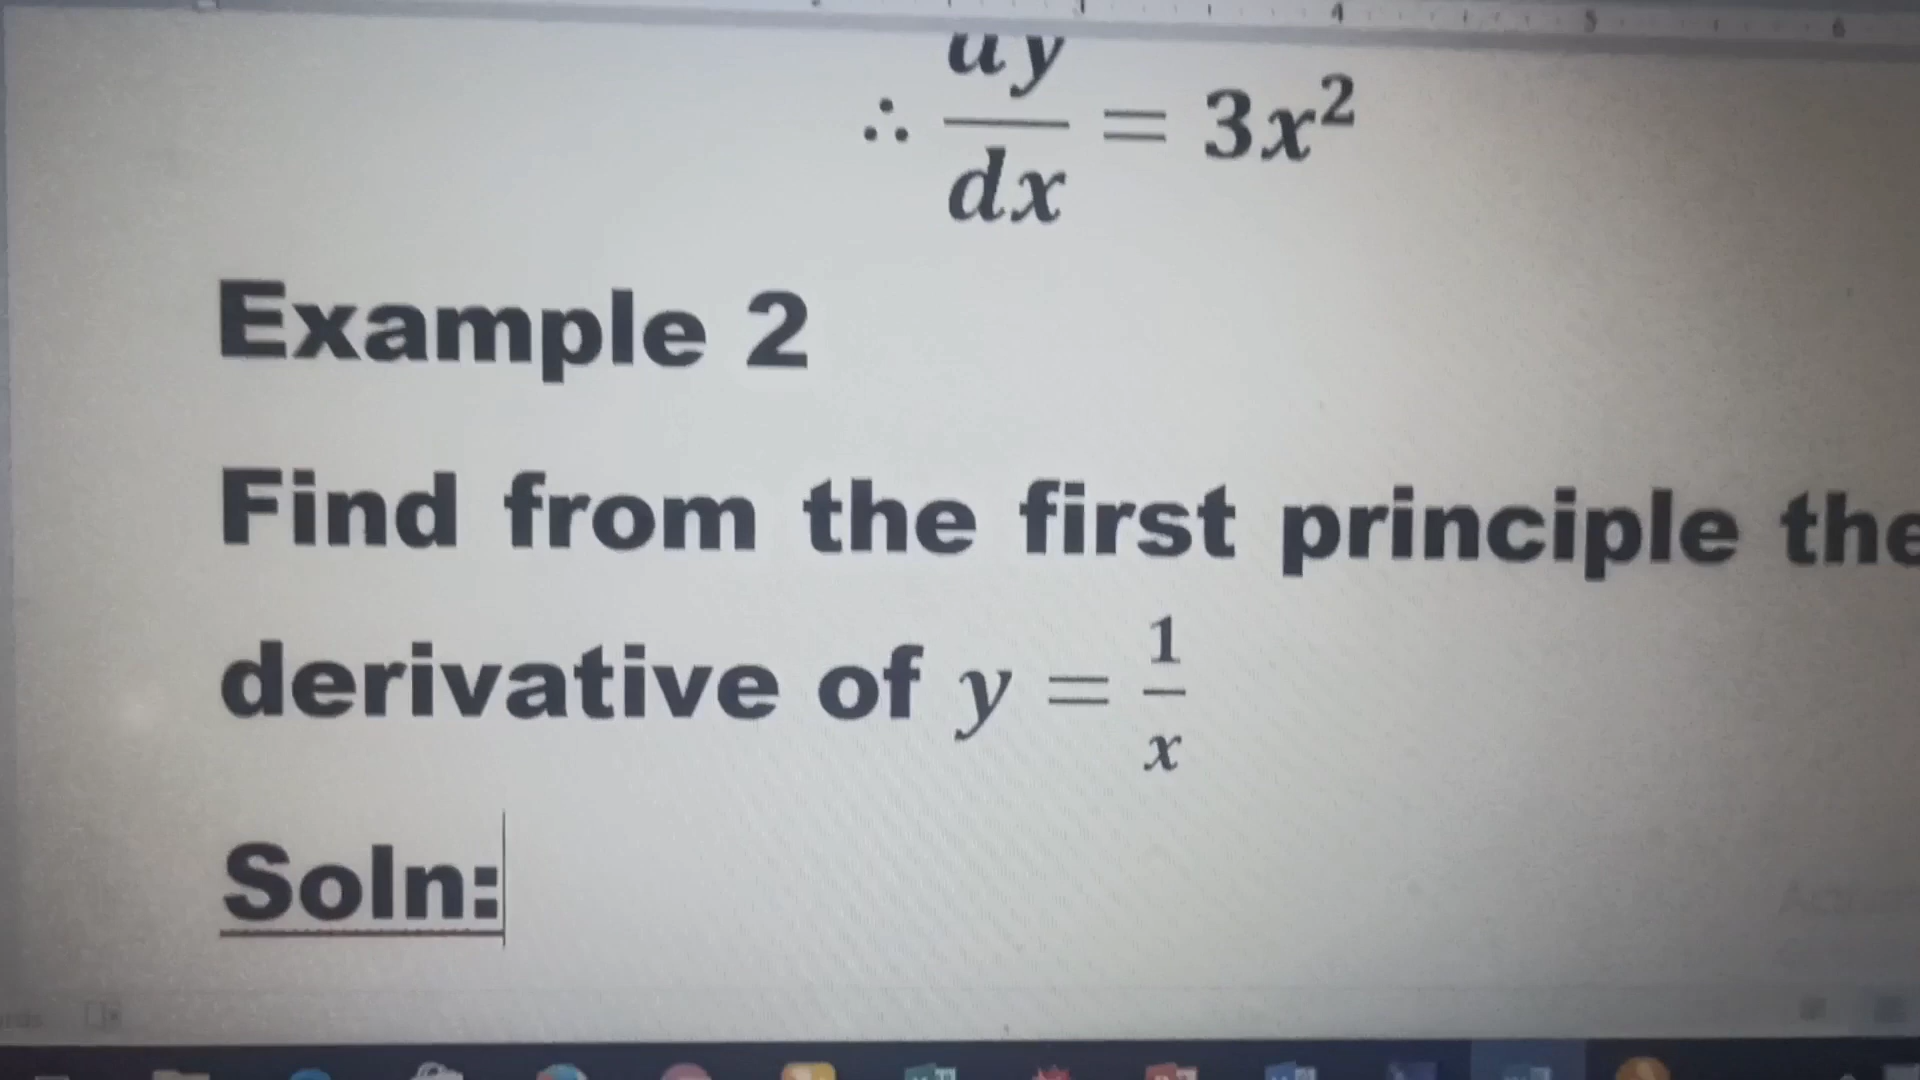 ∴ dy/dx = 3x²
Example 2
Find from the first principle the
derivative of y = 1/x
Soln: